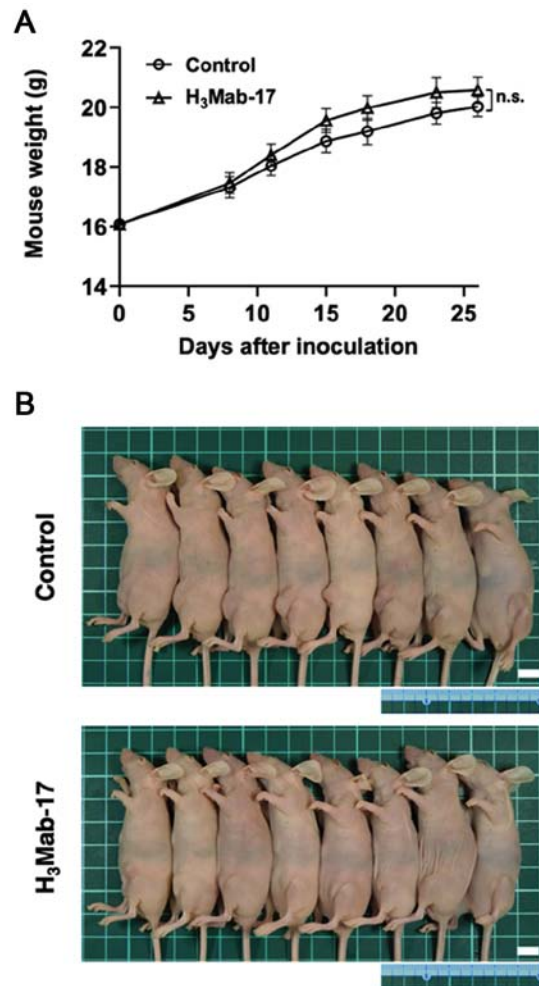 A
Mouse weight (g)
22
20
18
16
14
Control
H₃Mab-17
n.s.
0
5
10
15
20
25
Days after inoculation
B
Control
H₃Mab-17